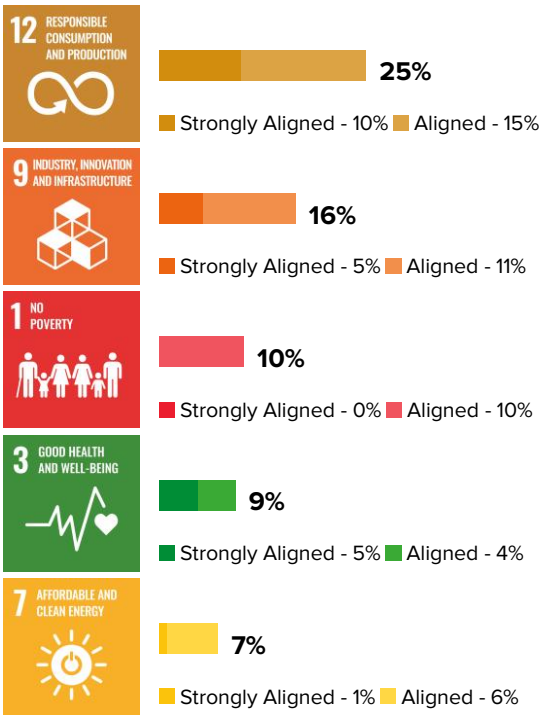 12 RESPONSIBLE
CONSUMPTION
AND PRODUCTION
25%
Strongly Aligned - 10% Aligned - 15%
9 INDUSTRY, INNOVATION
AND INFRASTRUCTURE
16%
Strongly Aligned - 5% Aligned - 11%
1 NO
POVERTY
10%
Strongly Aligned - 0% Aligned - 10%
3 GOOD HEALTH
AND WELL-BEING
9%
Strongly Aligned - 5% Aligned - 4%
7 AFFORDABLE AND
CLEAN ENERGY
7%
Strongly Aligned - 1% Aligned - 6%